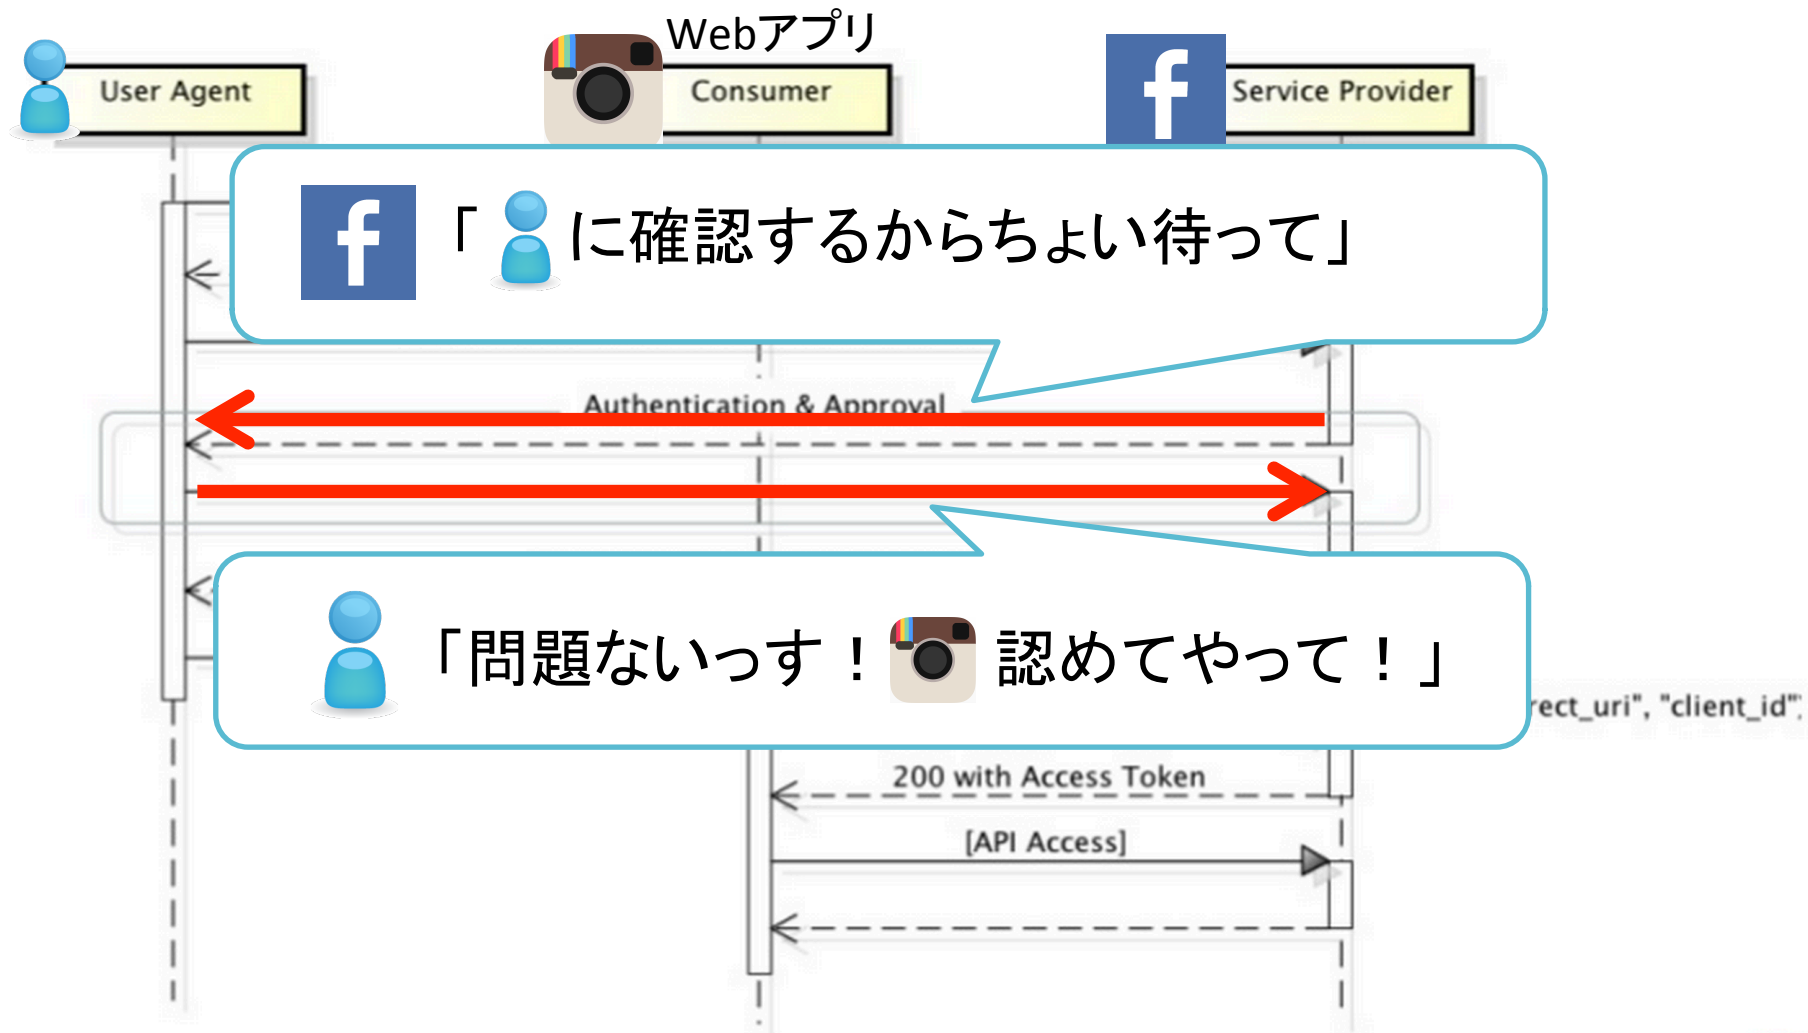 Webアプリ
User Agent
Consumer
Service Provider
「に確認するからちょい待って」
Authentication & Approval
「問題ないっす！認めてやって！」
rect_uri", "client_id"
200 with Access Token
[API Access]